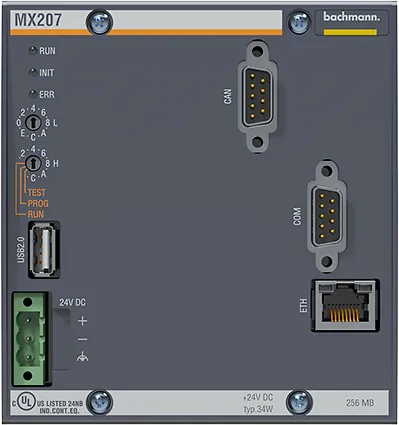 MX207
bachmann.
RUN
INIT
ERR
CAN
2 4 6
0 8 L
E C A
2 4 6
8 H
C A
TEST
PROG
RUN
COM
USB2.0
ETH
24V DC
+
−
C UL US LISTED 24NB
IND.CONT.EQ.
+24V DC
typ.34W
256 MB